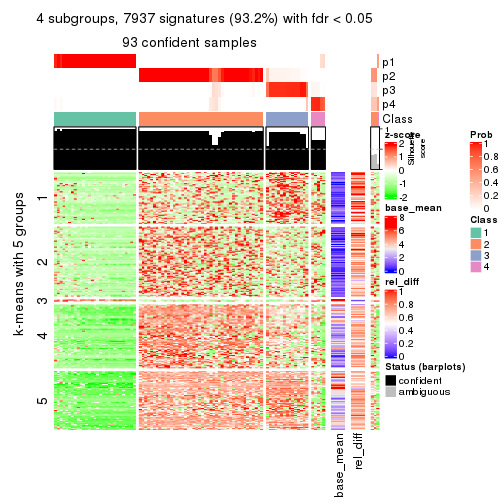 4 subgroups, 7937 signatures (93.2%) with fdr < 0.05
93 confident samples
p1
p2
p3
p4
Class
1
Silhouette
score
k-means with 5 groups
1
2
3
4
5
base_mean
rel_diff
z-score
2
1
0
-1
-2
base_mean
8
6
4
2
0
rel_diff
1
0.8
0.6
0.4
0.2
0
Status (barplots)
confident
ambiguous
Prob
1
0.8
0.6
0.4
0.2
0
Class
1
2
3
4